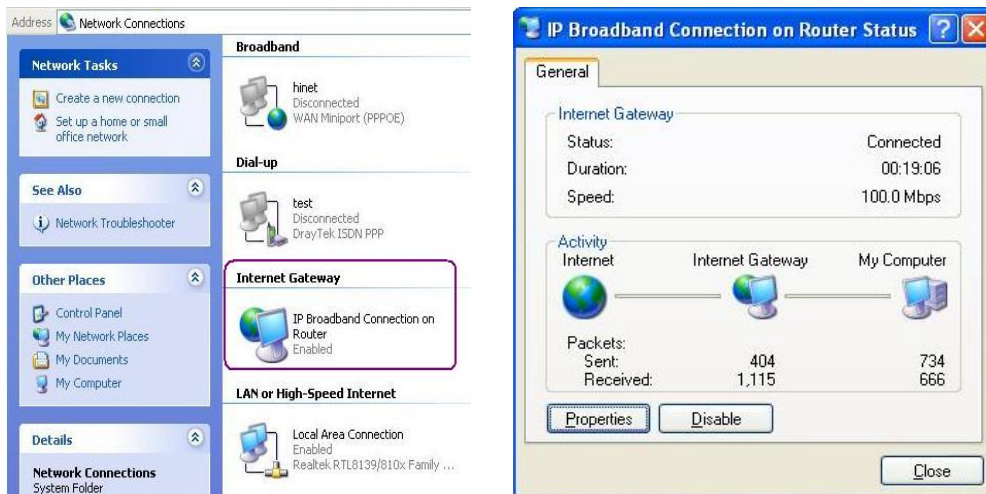 Address Network Connections
Network Tasks
Create a new connection
Set up a home or small
office network
See Also
Network Troubleshooter
Other Places
Control Panel
My Network Places
My Documents
My Computer
Details
Network Connections
System Folder
Broadband
hinet
Disconnected
WAN Miniport (PPPOE)
Dial-up
test
Disconnected
DrayTek ISDN PPP
Internet Gateway
IP Broadband Connection on
Router
Enabled
LAN or High-Speed Internet
Local Area Connection
Enabled
Realtek RTL8139/810x Family ...
IP Broadband Connection on Router Status ?
General
Internet Gateway
Status: Connected
Duration: 00:19:06
Speed: 100.0 Mbps
Activity
Internet Internet Gateway My Computer
Packets:
Sent: 404 734
Received: 1,115 666
Properties Disable
Close